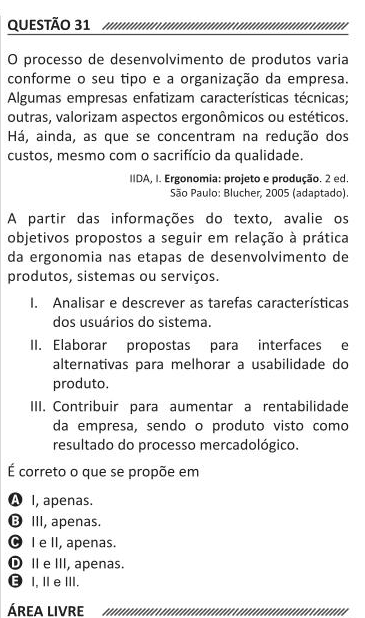 QUESTÃO 31
O processo de desenvolvimento de produtos varia
conforme o seu tipo e a organização da empresa.
Algumas empresas enfatizam características técnicas;
outras, valorizam aspectos ergonômicos ou estéticos.
Há, ainda, as que se concentram na redução dos
custos, mesmo com o sacrifício da qualidade.
IIDA, I. Ergonomia: projeto e produção. 2 ed.
São Paulo: Blucher, 2005 (adaptado).
A partir das informações do texto, avalie os
objetivos propostos a seguir em relação à prática
da ergonomia nas etapas de desenvolvimento de
produtos, sistemas ou serviços.
I. Analisar e descrever as tarefas características
dos usuários do sistema.
II. Elaborar propostas para interfaces e
alternativas para melhorar a usabilidade do
produto.
III. Contribuir para aumentar a rentabilidade
da empresa, sendo o produto visto como
resultado do processo mercadológico.
É correto o que se propõe em
A I, apenas.
B III, apenas.
C I e II, apenas.
D II e III, apenas.
E I, II e III.
ÁREA LIVRE